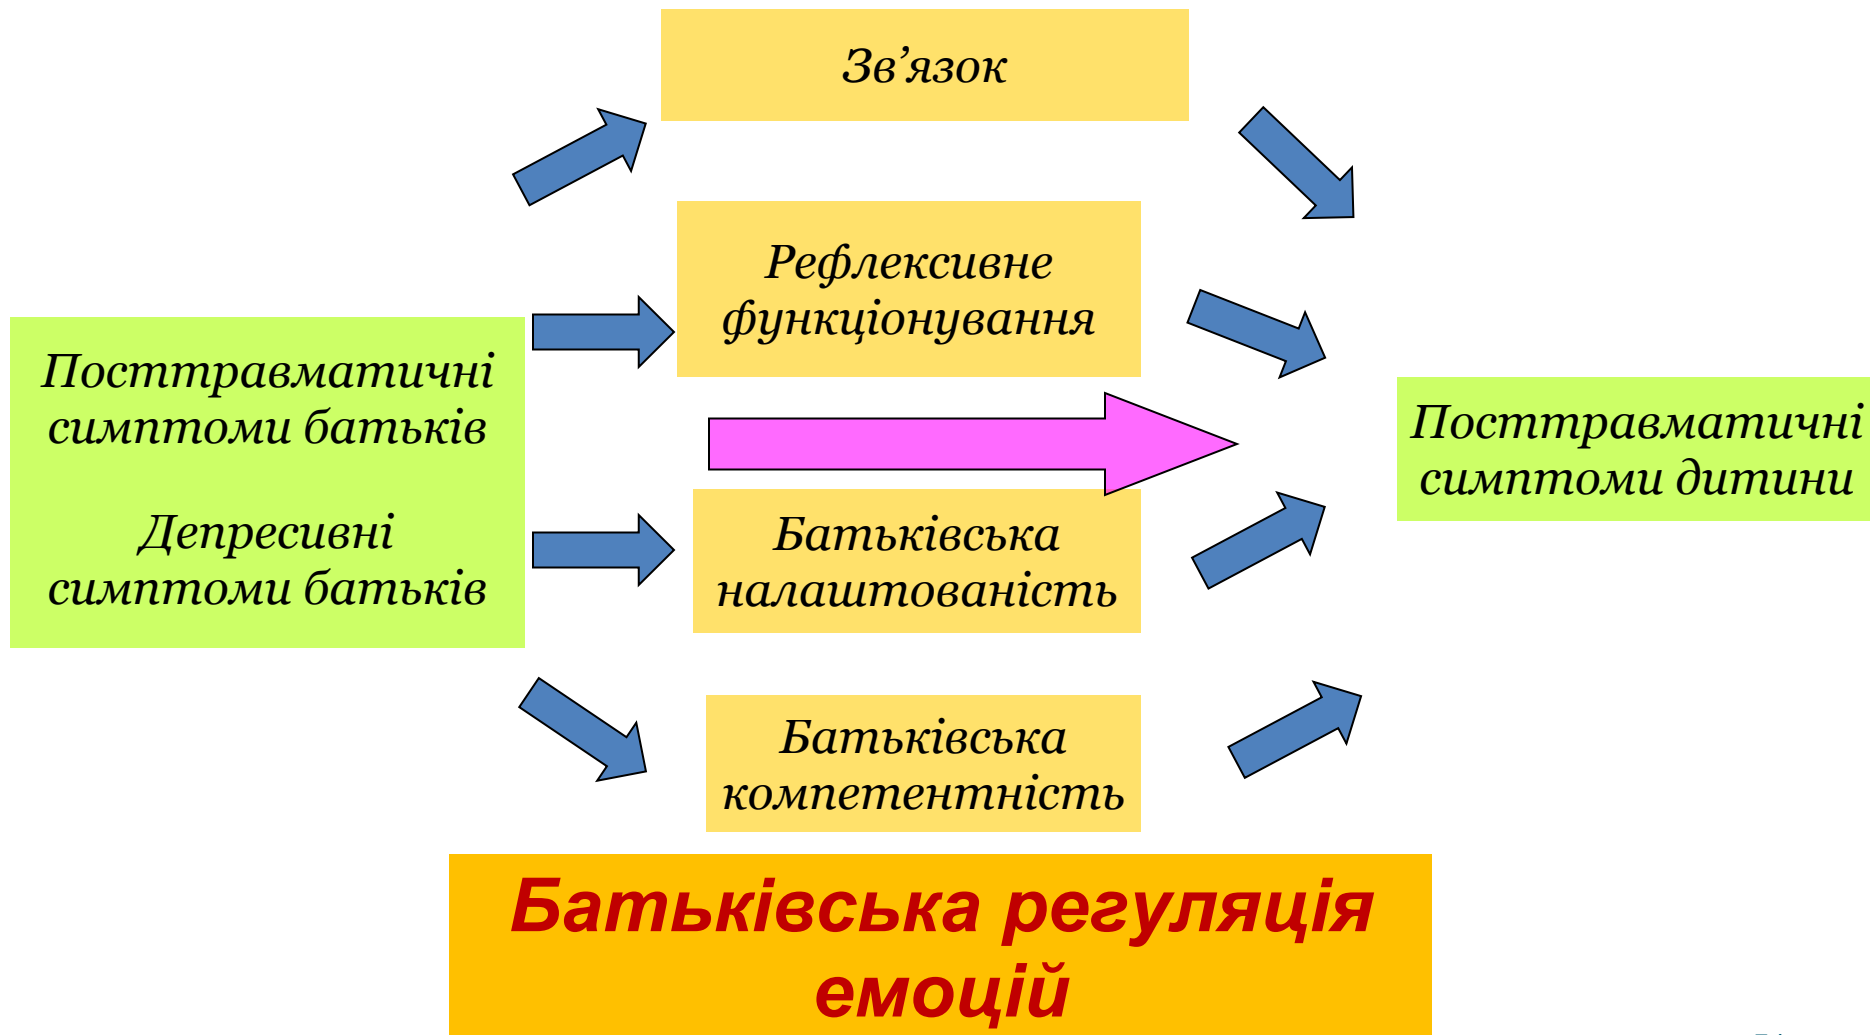 Зв’язок
Рефлексивне
функціонування
Посттравматичні
симптоми батьків
Депресивні
симптоми батьків
Посттравматичні
симптоми дитини
Батьківська
налаштованість
Батьківська
компетентність
Батьківська регуляція
емоцій